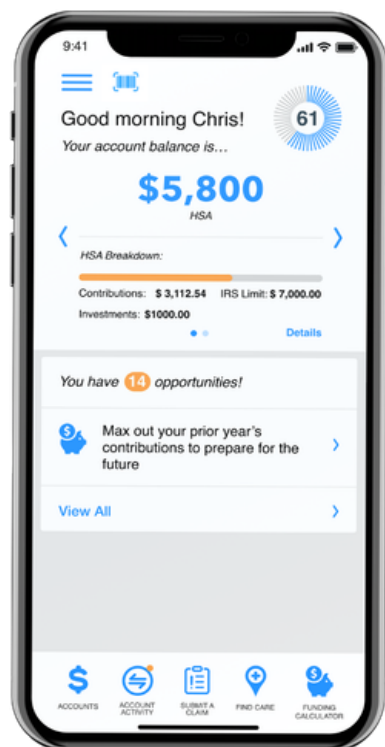 9:41
Good morning Chris!
61
Your account balance is...
$5,800
HSA
HSA Breakdown:
Contributions: $ 3,112.54 IRS Limit: $ 7,000.00
Investments: $1000.00
Details
You have 14 opportunities!
Max out your prior year's
contributions to prepare for the
future
View All
ACCOUNTS
ACCOUNT
ACTIVITY
SUBMIT A
CLAIM
FIND CARE
FUNDING
CALCULATOR